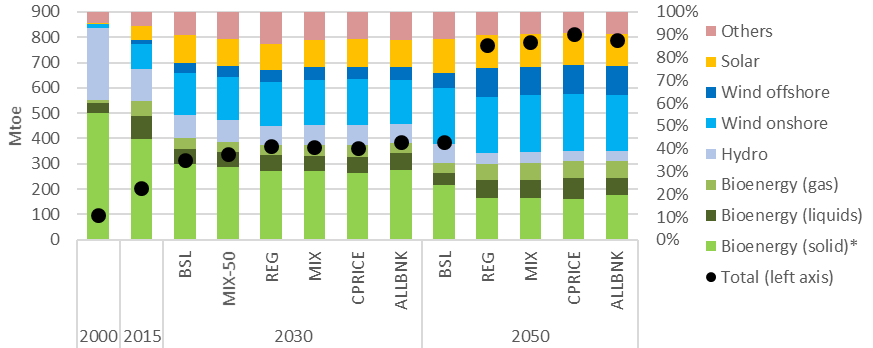 900
800
700
600
500
400
300
200
100
0
Mtoe
100%
90%
80%
70%
60%
50%
40%
30%
20%
10%
0%
Others
Solar
Wind offshore
Wind onshore
Hydro
Bioenergy (gas)
Bioenergy (liquids)
Bioenergy (solid)*
Total (left axis)
BSL
MIX-50
REG
MIX
CPRICE
ALLBNK
BSL
REG
MIX
CPRICE
ALLBNK
2000 2015 2030 2050